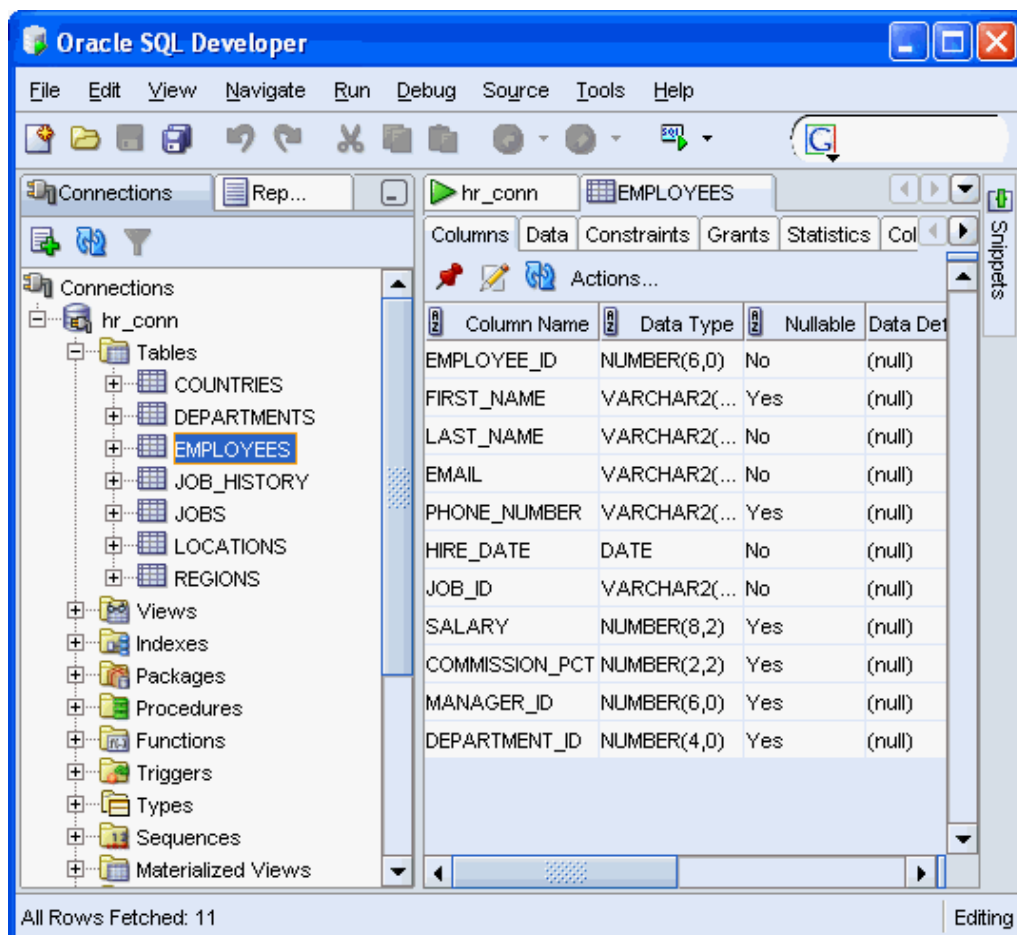 Oracle SQL Developer
File Edit View Navigate Run Debug Source Tools Help
SQL G
Connections Rep... hr_conn EMPLOYEES
Columns Data Constraints Grants Statistics Col
Actions...
Snippets
Connections
hr_conn
Tables
COUNTRIES
DEPARTMENTS
EMPLOYEES
JOB_HISTORY
JOBS
LOCATIONS
REGIONS
Views
Indexes
Packages
Procedures
Functions
Triggers
Types
Sequences
Materialized Views
Column Name Data Type Nullable Data Def
EMPLOYEE_ID NUMBER(6,0) No (null)
FIRST_NAME VARCHAR2(... Yes (null)
LAST_NAME VARCHAR2(... No (null)
EMAIL VARCHAR2(... No (null)
PHONE_NUMBER VARCHAR2(... Yes (null)
HIRE_DATE DATE No (null)
JOB_ID VARCHAR2(... No (null)
SALARY NUMBER(8,2) Yes (null)
COMMISSION_PCT NUMBER(2,2) Yes (null)
MANAGER_ID NUMBER(6,0) Yes (null)
DEPARTMENT_ID NUMBER(4,0) Yes (null)
All Rows Fetched: 11 Editing